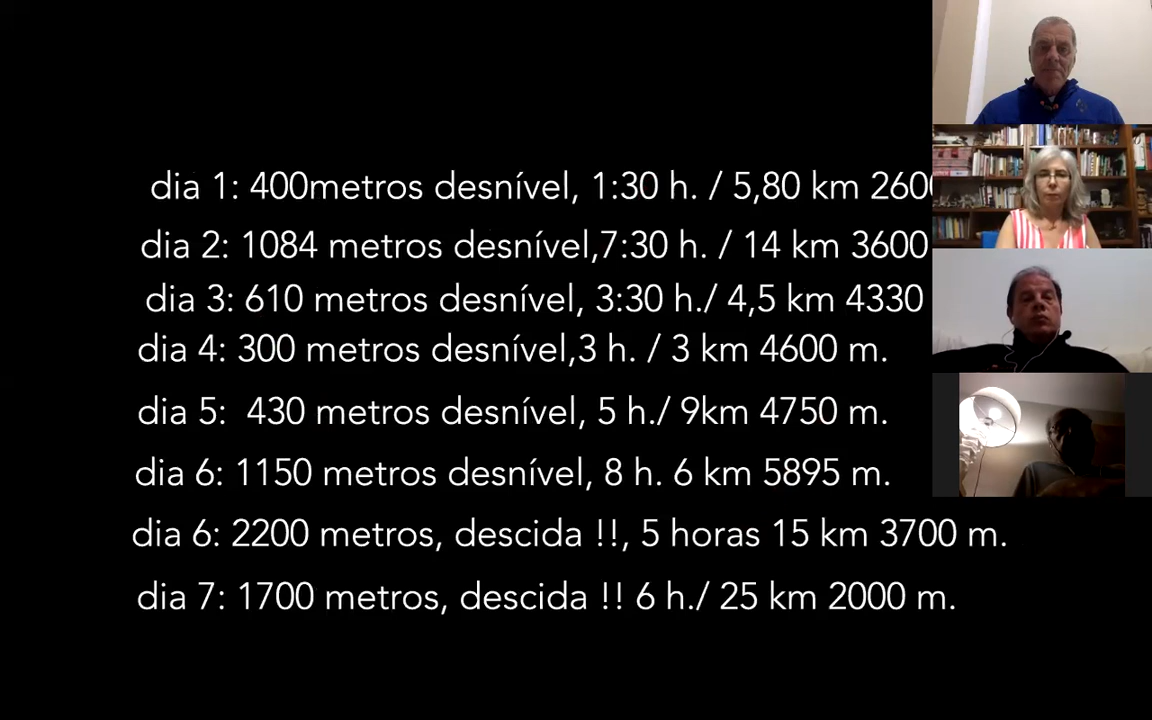 dia 1: 400metros desnível, 1:30 h. / 5,80 km 2600
dia 2: 1084 metros desnível,7:30 h. / 14 km 3600
dia 3: 610 metros desnível, 3:30 h./ 4,5 km 4330
dia 4: 300 metros desnível,3 h. / 3 km 4600 m.
dia 5: 430 metros desnível, 5 h./ 9km 4750 m.
dia 6: 1150 metros desnível, 8 h. 6 km 5895 m.
dia 6: 2200 metros, descida !!, 5 horas 15 km 3700 m.
dia 7: 1700 metros, descida !! 6 h./ 25 km 2000 m.